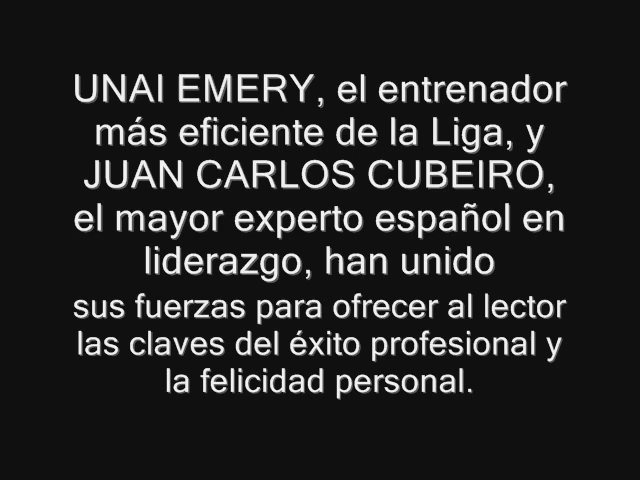 UNAI EMERY, el entrenador
más eficiente de la Liga, y
JUAN CARLOS CUBEIRO,
el mayor experto español en
liderazgo, han unido
sus fuerzas para ofrecer al lector
las claves del éxito profesional y
la felicidad personal.